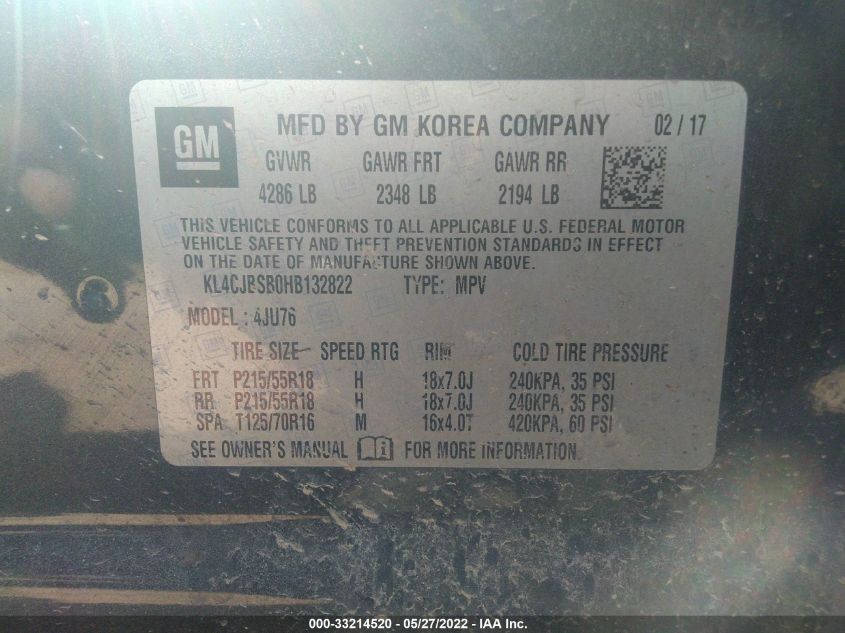 GM
MFD BY GM KOREA COMPANY 02 / 17
GVWR GAWR FRT GAWR RR
4286 LB 2348 LB 2194 LB
THIS VEHICLE CONFORMS TO ALL APPLICABLE U.S. FEDERAL MOTOR
VEHICLE SAFETY AND THEFT PREVENTION STANDARDS IN EFFECT
ON THE DATE OF MANUFACTURE SHOWN ABOVE.
KL4CJBSB0HB132822 TYPE: MPV
MODEL : 4JU76
TIRE SIZE SPEED RTG RIM COLD TIRE PRESSURE
FRT P215/55R18 H 18x7.0J 240KPA, 35 PSI
RR P215/55R18 H 18x7.0J 240KPA, 35 PSI
SPA T125/70R16 M 16x4.0T 420KPA, 60 PSI
SEE OWNER'S MANUAL i FOR MORE INFORMATION
000-33214520 - 05/27/2022 - IAA Inc.